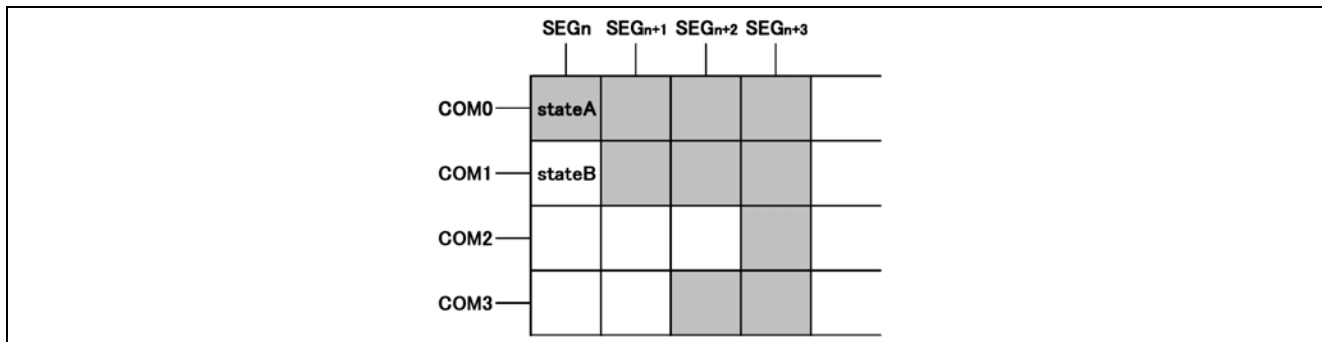 SEGn SEGn+1 SEGn+2 SEGn+3
COM0 stateA
COM1 stateB
COM2
COM3